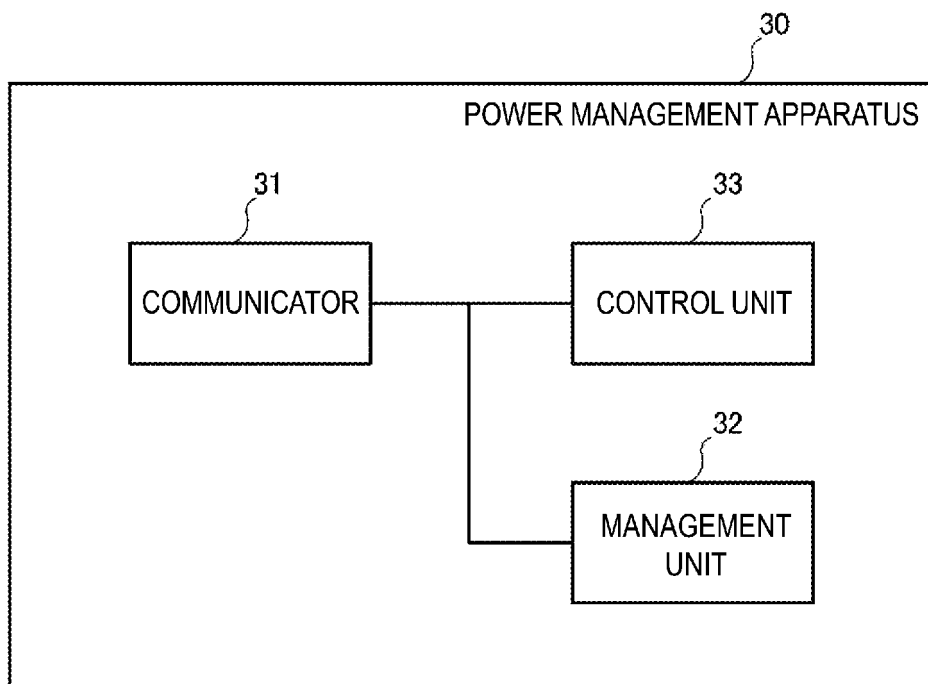 30
POWER MANAGEMENT APPARATUS
31
33
COMMUNICATOR
CONTROL UNIT
32
MANAGEMENT
UNIT